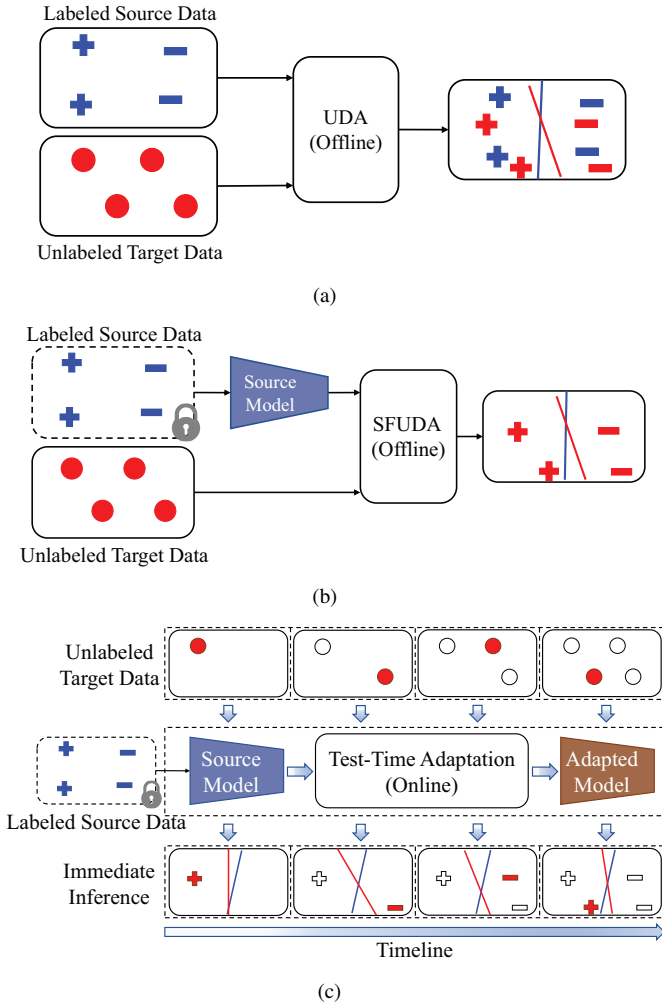 Labeled Source Data
UDA
(Offline)
Unlabeled Target Data
(a)
Labeled Source Data
Source
Model
SFUDA
(Offline)
Unlabeled Target Data
(b)
Unlabeled
Target Data
Source
Model
Test-Time Adaptation
(Online)
Adapted
Model
Labeled Source Data
Immediate
Inference
Timeline
(c)